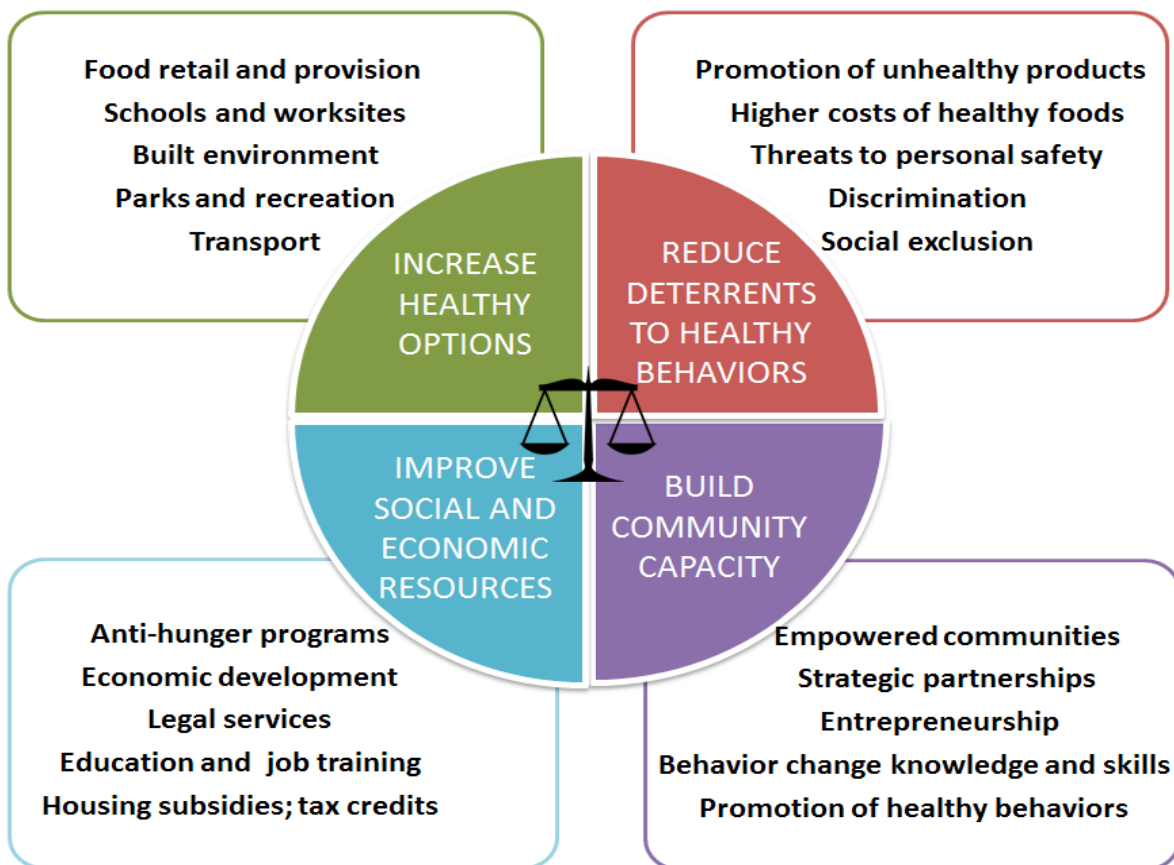 Food retail and provision
Schools and worksites
Built environment
Parks and recreation
Transport
Promotion of unhealthy products
Higher costs of healthy foods
Threats to personal safety
Discrimination
Social exclusion
INCREASE
HEALTHY
OPTIONS
REDUCE
DETERRENTS
TO HEALTHY
BEHAVIORS
IMPROVE
SOCIAL AND
ECONOMIC
RESOURCES
BUILD
COMMUNITY
CAPACITY
Anti-hunger programs
Economic development
Legal services
Education and job training
Housing subsidies; tax credits
Empowered communities
Strategic partnerships
Entrepreneurship
Behavior change knowledge and skills
Promotion of healthy behaviors